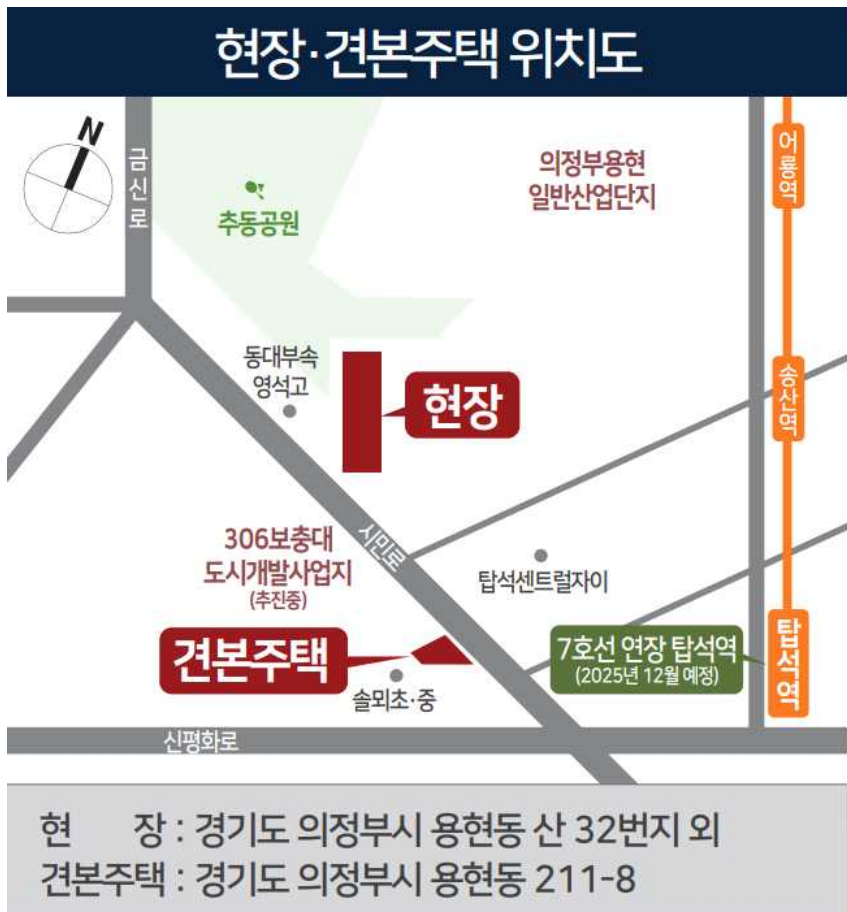 현장·견본주택 위치도
N
금신로
추동공원
의정부용현
일반산업단지
어룡역
동대부속
영석고
현장
송산역
시민로
306보충대
도시개발사업지
(추진중)
탑석센트럴자이
견본주택
솔뫼초·중
7호선 연장 탑석역
(2025년 12월 예정)
탑석역
신평화로
현 장 : 경기도 의정부시 용현동 산 32번지 외
견본주택 : 경기도 의정부시 용현동 211-8